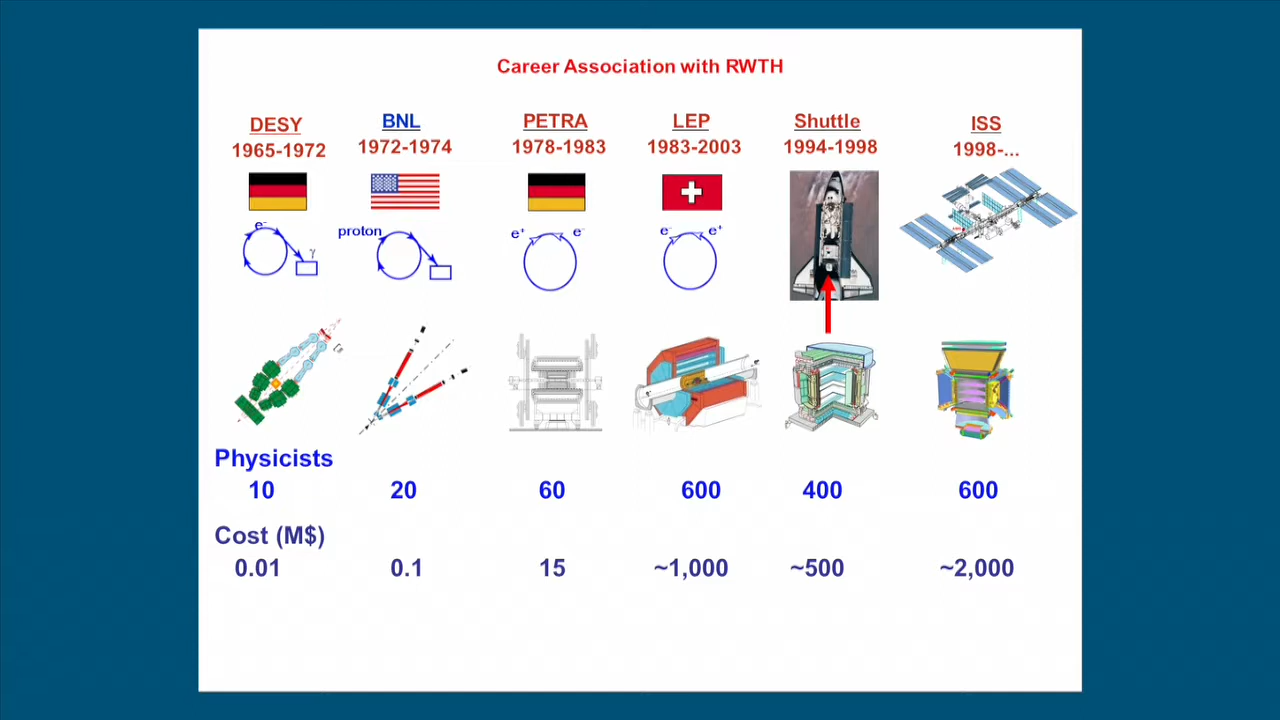 Career Association with RWTH
DESY BNL PETRA LEP Shuttle ISS
1965-1972 1972-1974 1978-1983 1983-2003 1994-1998 1998-...
e⁻ γ proton e⁺ e⁻ e⁻ e⁺
Physicists
10 20 60 600 400 600
Cost (M$)
0.01 0.1 15 ~1,000 ~500 ~2,000